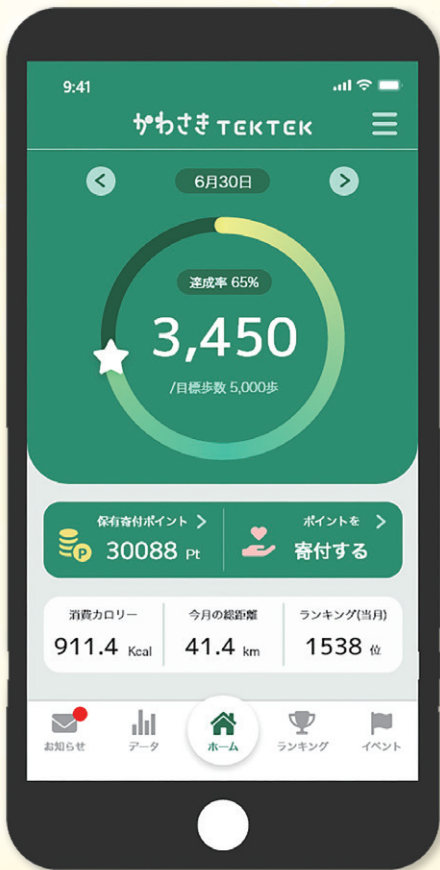 9:41
かわさき TEKTEK
6月30日
達成率 65%
3,450
/目標歩数 5,000歩
保有寄付ポイント
30088 Pt
ポイントを
寄付する
消費カロリー
911.4 Kcal
今月の総距離
41.4 km
ランキング(当月)
1538 位
お知らせ
データ
ホーム
ランキング
イベント